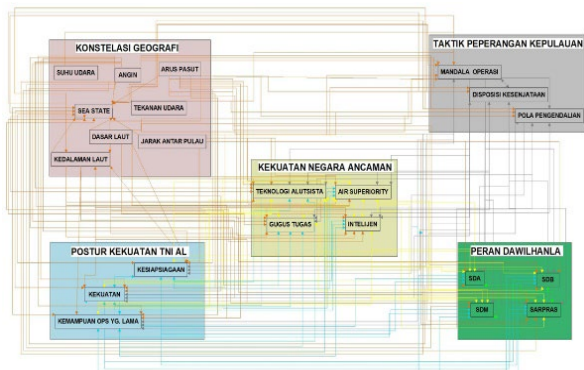 KONSTELASI GEOGRAFI
SUHU UDARA
ANGIN
ARUS PASUT
SEA STATE
TEKANAN UDARA
DASAR LAUT
JARAK ANTAR PULAU
KEDALAMAN LAUT
TAKTIK PEPERANGAN KEPULAUAN
MANDALA OPERASI
DISPOSISI KESENJATAAN
POLA PENGENDALIAN
KEKUATAN NEGARA ANCAMAN
TEKNOLOGI ALUTSISTA
AIR SUPERIORITY
GUGUS TUGAS
INTELIJEN
POSTUR KEKUATAN TNI AL
KESIAPSIAGAAN
KEKUATAN
KEMAMPUAN OPS YG. LAMA
PERAN DAWILHANLA
SDA
SDB
SDM
SARPRAS